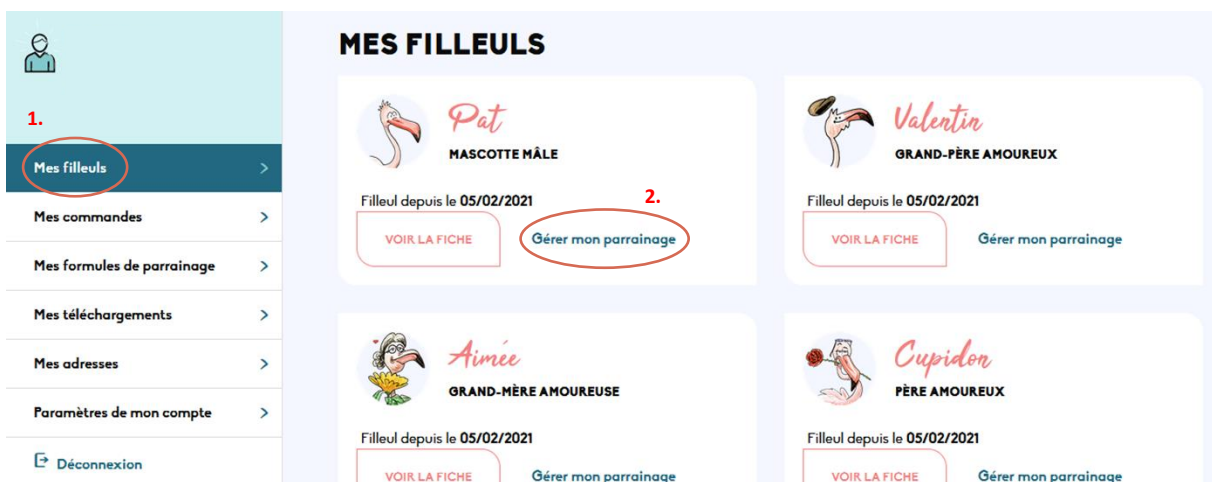 1.
Mes filleuls >
Mes commandes >
Mes formules de parrainage >
Mes téléchargements >
Mes adresses >
Paramètres de mon compte >
Déconnexion
MES FILLEULS
Pat
MASCOTTE MÂLE
Filleul depuis le 05/02/2021
2.
VOIR LA FICHE Gérer mon parrainage
Valentin
GRAND-PÈRE AMOUREUX
Filleul depuis le 05/02/2021
VOIR LA FICHE Gérer mon parrainage
Aimée
GRAND-MÈRE AMOUREUSE
Filleul depuis le 05/02/2021
VOIR LA FICHE Gérer mon parrainage
Cupidon
PÈRE AMOUREUX
Filleul depuis le 05/02/2021
VOIR LA FICHE Gérer mon parrainage